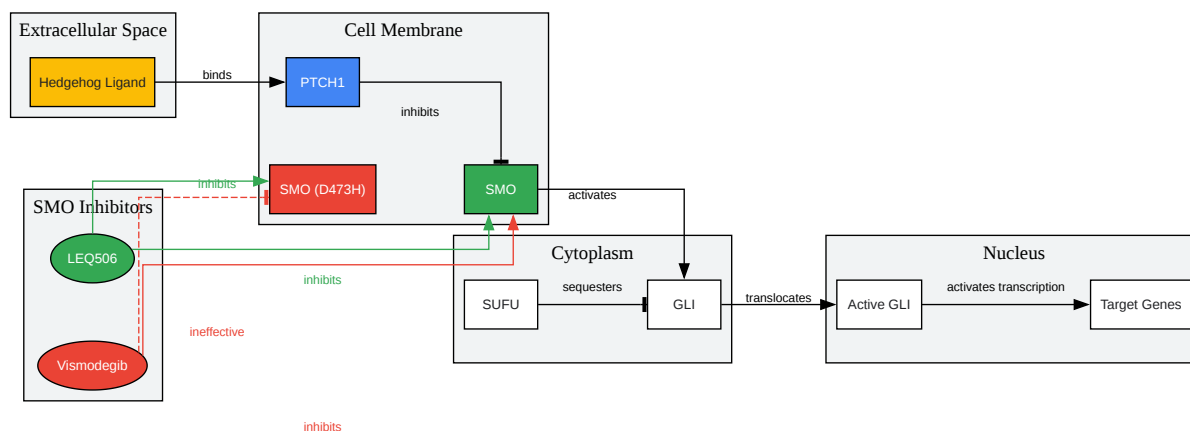 Extracellular Space
Cell Membrane
Hedgehog Ligand
binds
PTCH1
inhibits
SMO (D473H)
inhibits
SMO
activates
SMO Inhibitors
LEQ506
inhibits
ineffective
Vismodegib
inhibits
Cytoplasm
SUFU
sequesters
GLI
translocates
Nucleus
Active GLI
activates transcription
Target Genes